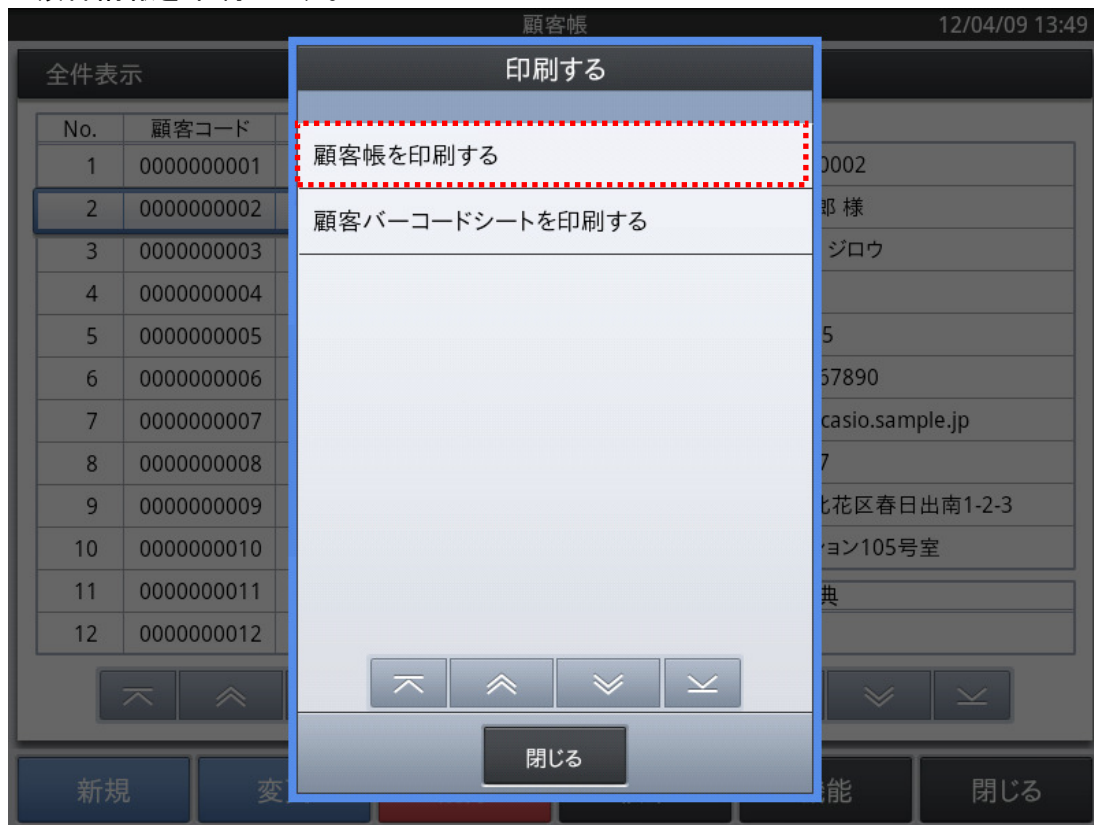 顧客帳 12/04/09 13:49
全件表示
印刷する
No. 顧客コード
顧客帳を印刷する
顧客バーコードシートを印刷する
1 0000000001
2 0000000002
3 0000000003
4 0000000004
5 0000000005
6 0000000006
7 0000000007
8 0000000008
9 0000000009
10 0000000010
11 0000000011
12 0000000012
0002
郎 様
ジロウ
5
67890
casio.sample.jp
7
花区春日出南1-2-3
ション105号室
典
閉じる
新規 変 能 閉じる